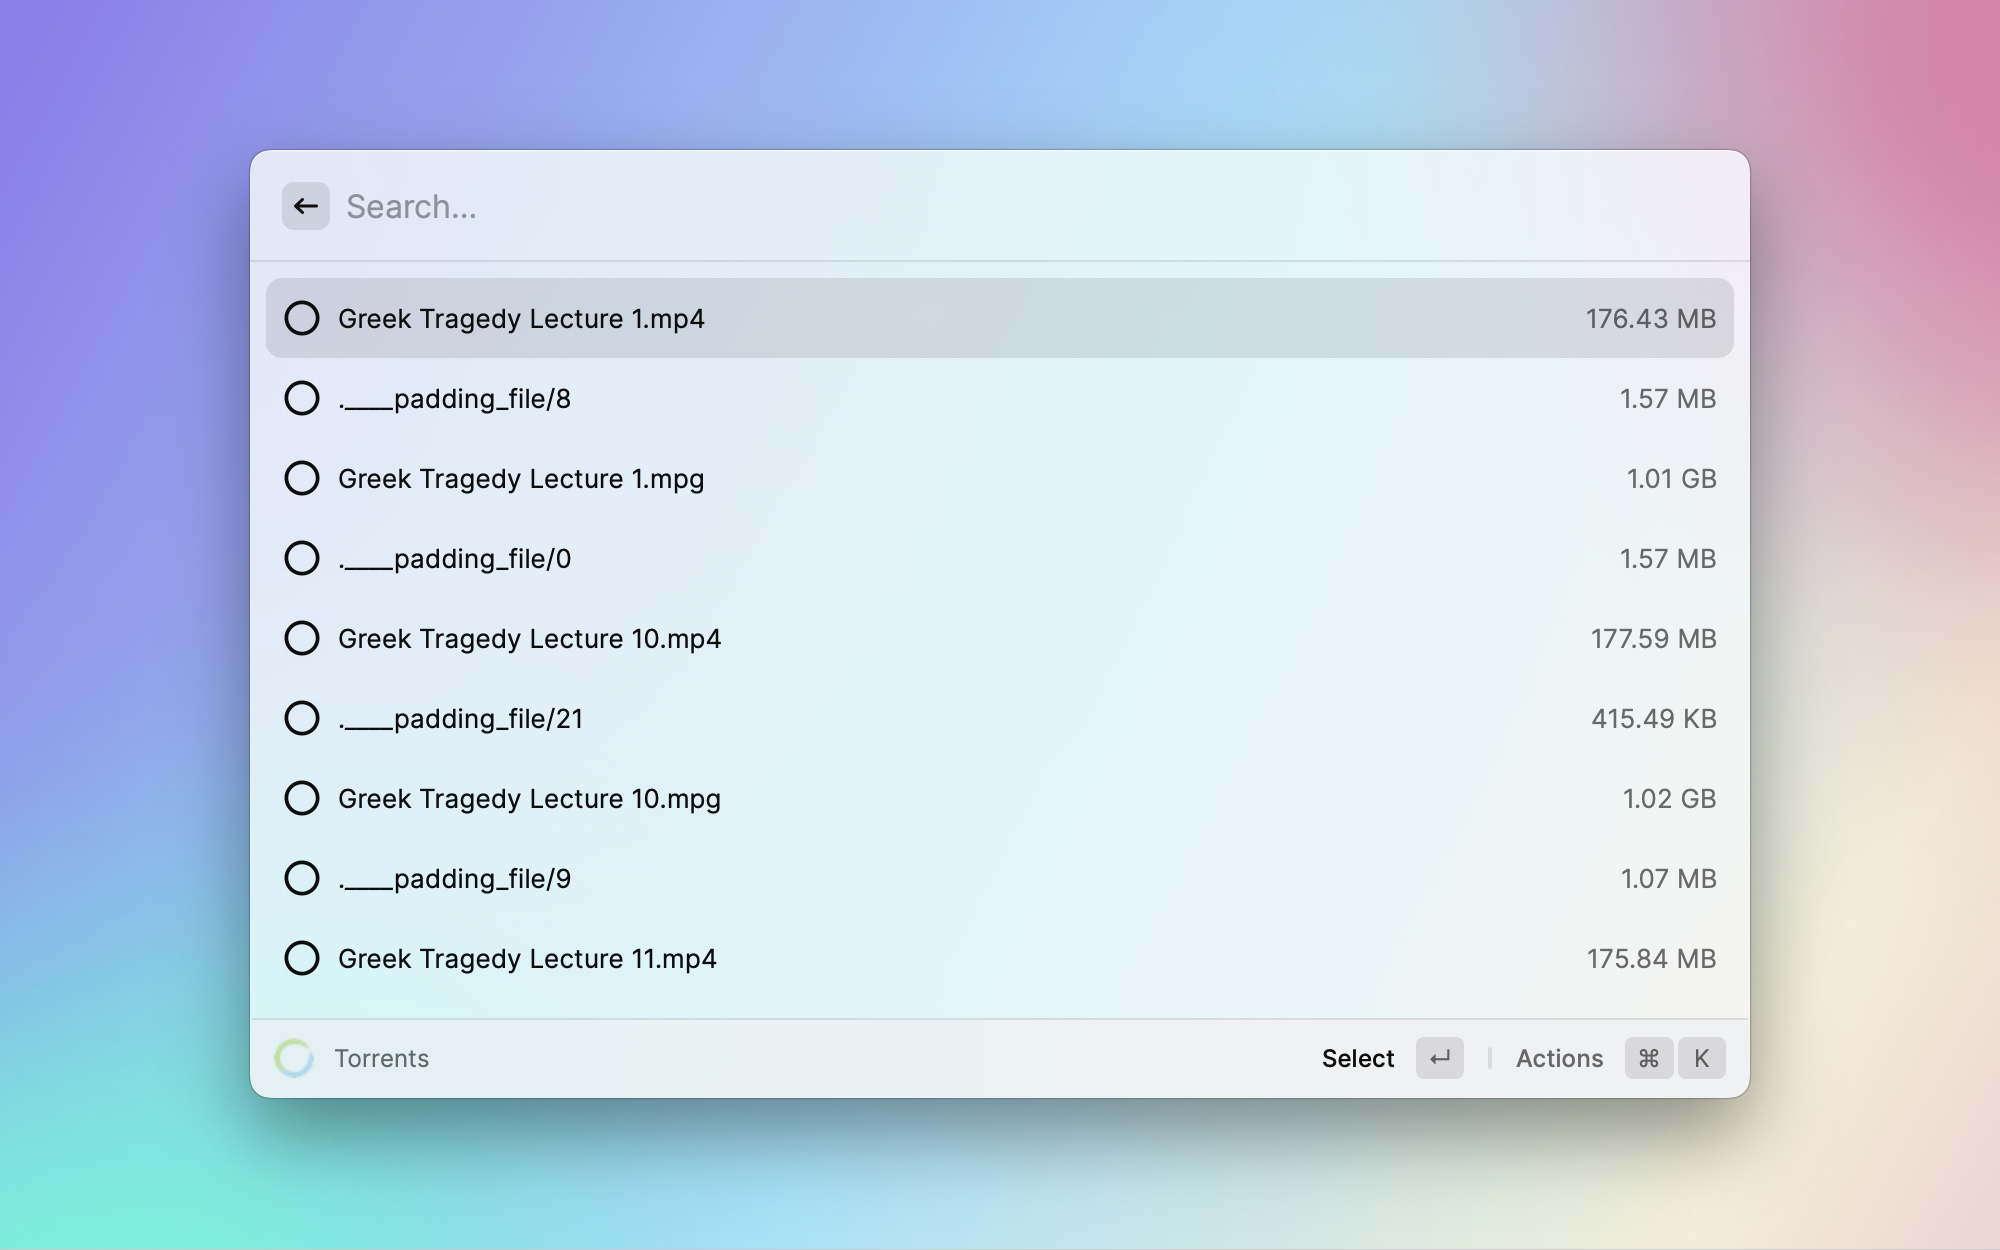 Search...
Greek Tragedy Lecture 1.mp4 176.43 MB
.____padding_file/8 1.57 MB
Greek Tragedy Lecture 1.mpg 1.01 GB
.____padding_file/0 1.57 MB
Greek Tragedy Lecture 10.mp4 177.59 MB
.____padding_file/21 415.49 KB
Greek Tragedy Lecture 10.mpg 1.02 GB
.____padding_file/9 1.07 MB
Greek Tragedy Lecture 11.mp4 175.84 MB
Torrents Select ↵ Actions ⌘ K